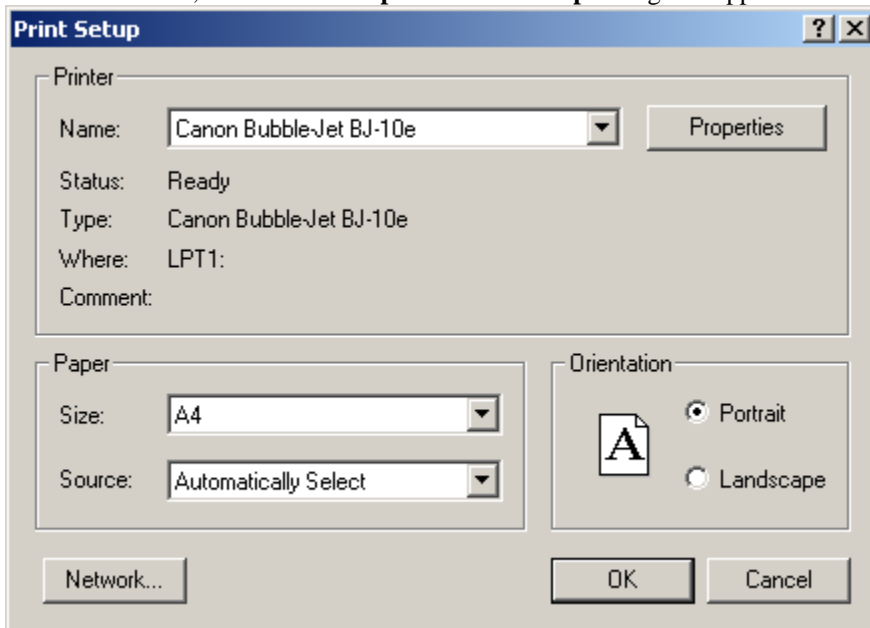 Print Setup
Printer
Name: Canon Bubble-Jet BJ-10e Properties
Status: Ready
Type: Canon Bubble-Jet BJ-10e
Where: LPT1:
Comment:
Paper Orientation
Size: A4 Portrait
A
Source: Automatically Select Landscape
Network... OK Cancel